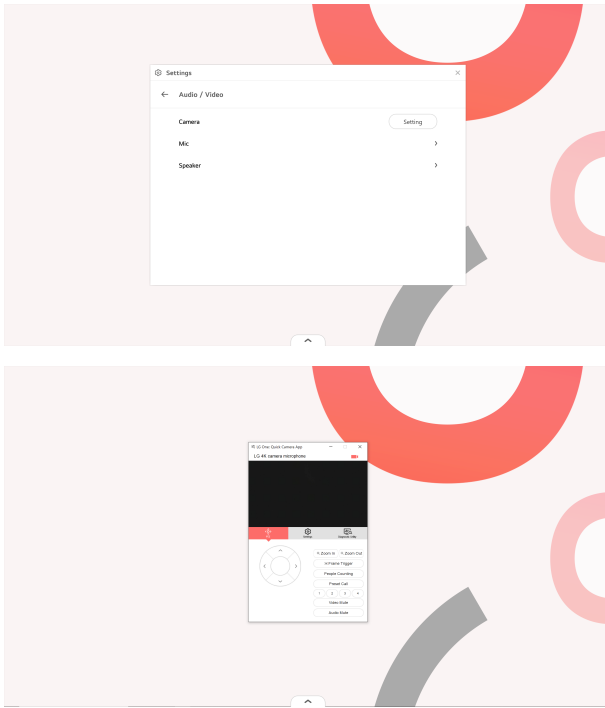 Settings
Audio / Video
Camera
Setting
Mic
Speaker
LG One: Quick Camera App
LG 4K camera microphone
Setting
Zoom In
Zoom Out
Frame Trigger
People Counting
Preset Call
1 2 3 4
Video Mute
Audio Mute